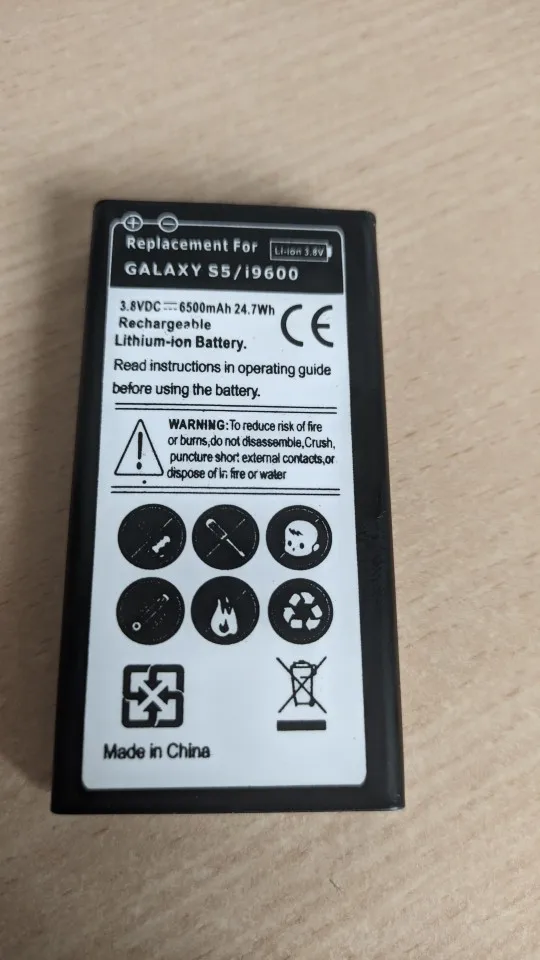 Replacement For
Li-ion 3.8V
GALAXY S5/i9600
3.8VDC⎓6500mAh 24.7Wh
Rechargeable
Lithium-ion Battery.
CE
Read instructions in operating guide
before using the battery.
WARNING:To reduce risk of fire
or burns,do not disassemble,Crush,
puncture short external contacts,or
dispose of in fire or water
Made in China